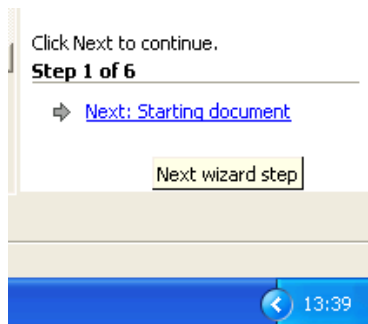 Click Next to continue.
Step 1 of 6
Next: Starting document
Next wizard step
13:39